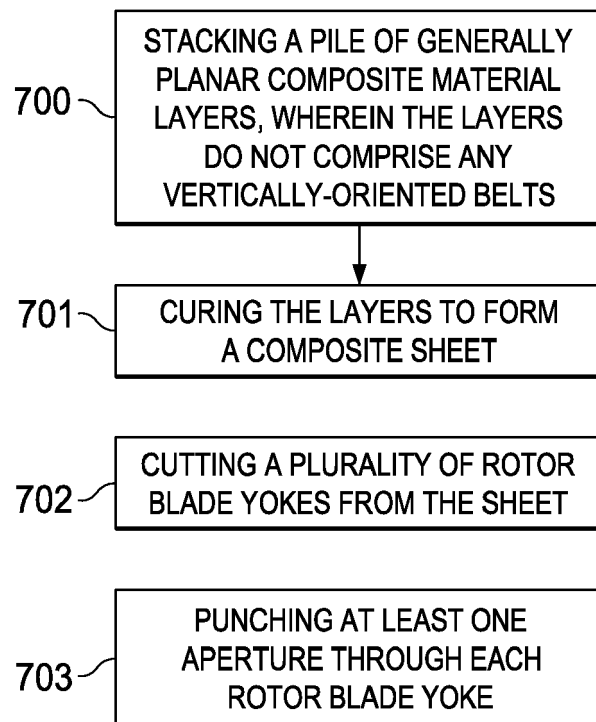 700
STACKING A PILE OF GENERALLY
PLANAR COMPOSITE MATERIAL
LAYERS, WHEREIN THE LAYERS
DO NOT COMPRISE ANY
VERTICALLY-ORIENTED BELTS
701
CURING THE LAYERS TO FORM
A COMPOSITE SHEET
702
CUTTING A PLURALITY OF ROTOR
BLADE YOKES FROM THE SHEET
703
PUNCHING AT LEAST ONE
APERTURE THROUGH EACH
ROTOR BLADE YOKE